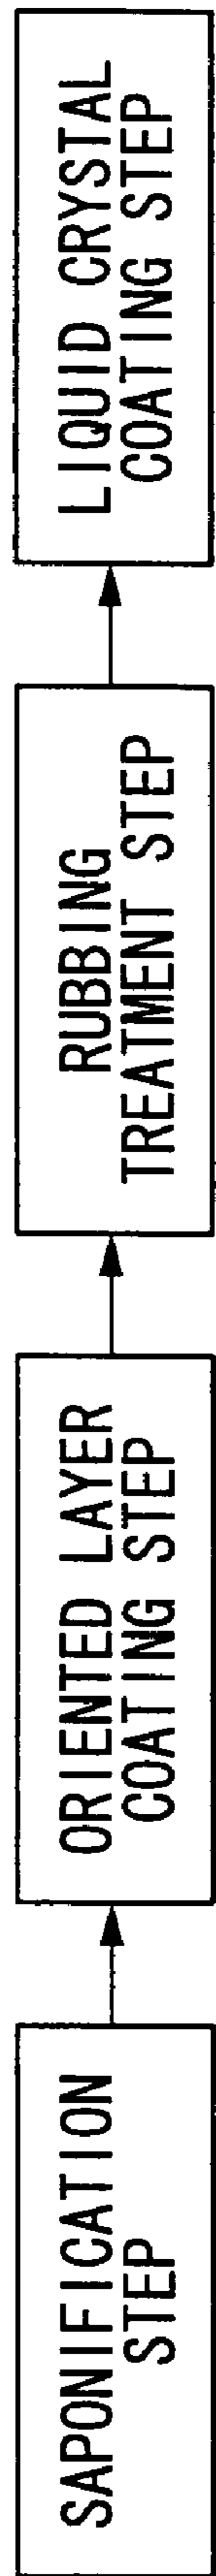 SAPONIFICATION
STEP
ORIENTED LAYER
COATING STEP
RUBBING
TREATMENT STEP
LIQUID CRYSTAL
COATING STEP